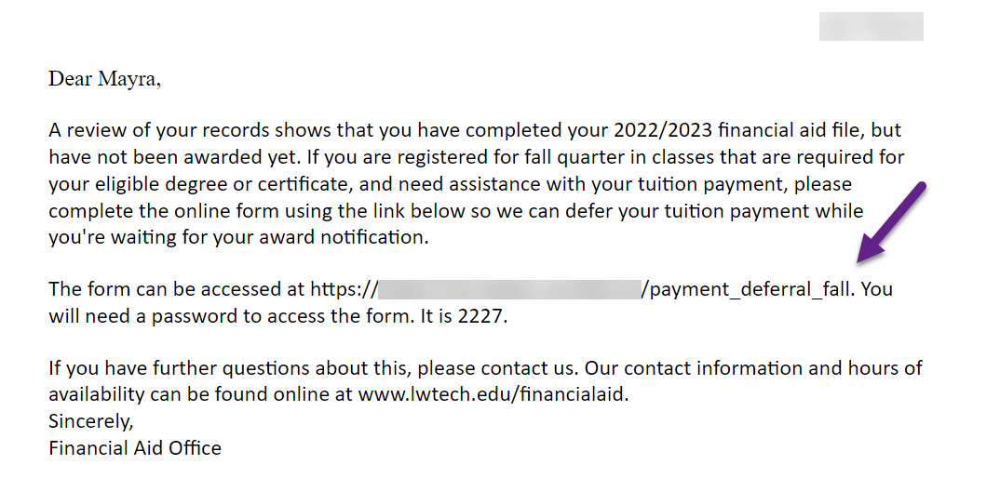 Dear Mayra,
A review of your records shows that you have completed your 2022/2023 financial aid file, but
have not been awarded yet. If you are registered for fall quarter in classes that are required for
your eligible degree or certificate, and need assistance with your tuition payment, please
complete the online form using the link below so we can defer your tuition payment while
you're waiting for your award notification.
The form can be accessed at https:// /payment_deferral_fall. You
will need a password to access the form. It is 2227.
If you have further questions about this, please contact us. Our contact information and hours of
availability can be found online at www.lwtech.edu/financialaid.
Sincerely,
Financial Aid Office